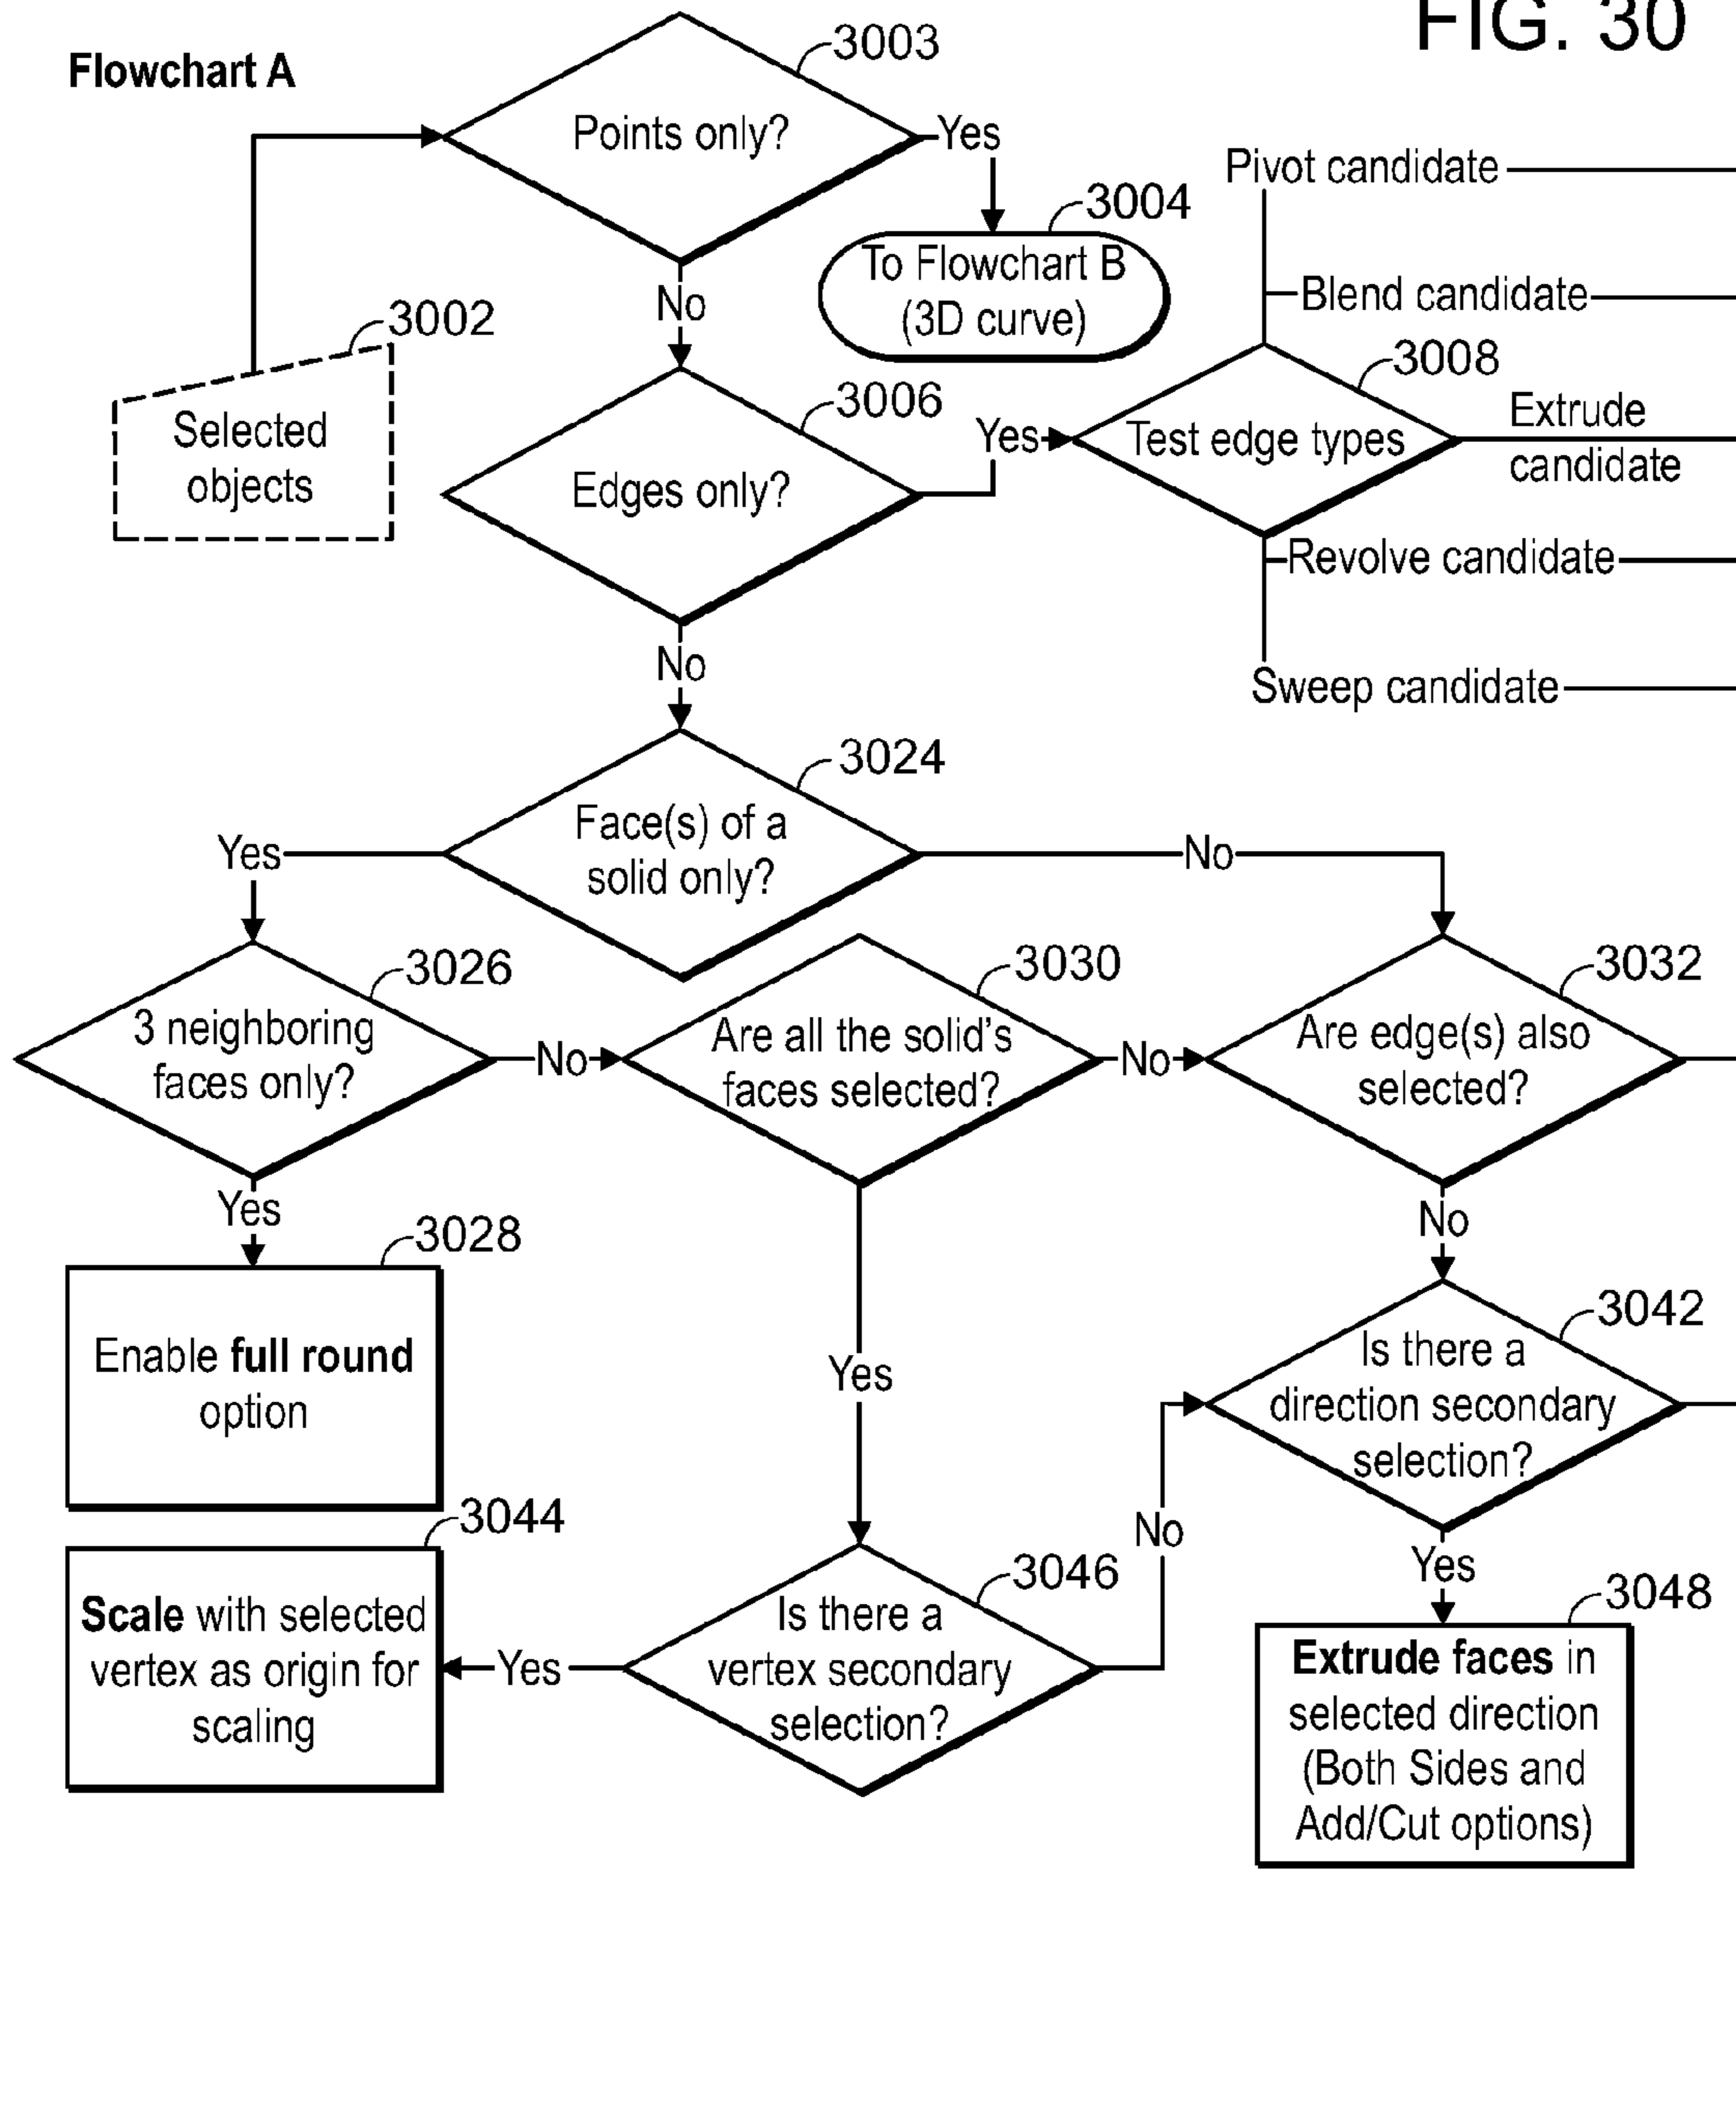 FIG. 30
Flowchart A
3003
Points only?
Yes
3004
To Flowchart B
(3D curve)
No
3002
Selected
objects
3006
Edges only?
Yes
Pivot candidate
Blend candidate
3008
Test edge types
Extrude
candidate
Revolve candidate
Sweep candidate
No
3024
Face(s) of a
solid only?
Yes
No
3026
3 neighboring
faces only?
No
3030
Are all the solid's
faces selected?
No
3032
Are edge(s) also
selected?
Yes
3028
Enable full round
option
Yes
No
3042
Is there a
direction secondary
selection?
3044
Scale with selected
vertex as origin for
scaling
Yes
3046
Is there a
vertex secondary
selection?
No
Yes
3048
Extrude faces in
selected direction
(Both Sides and
Add/Cut options)